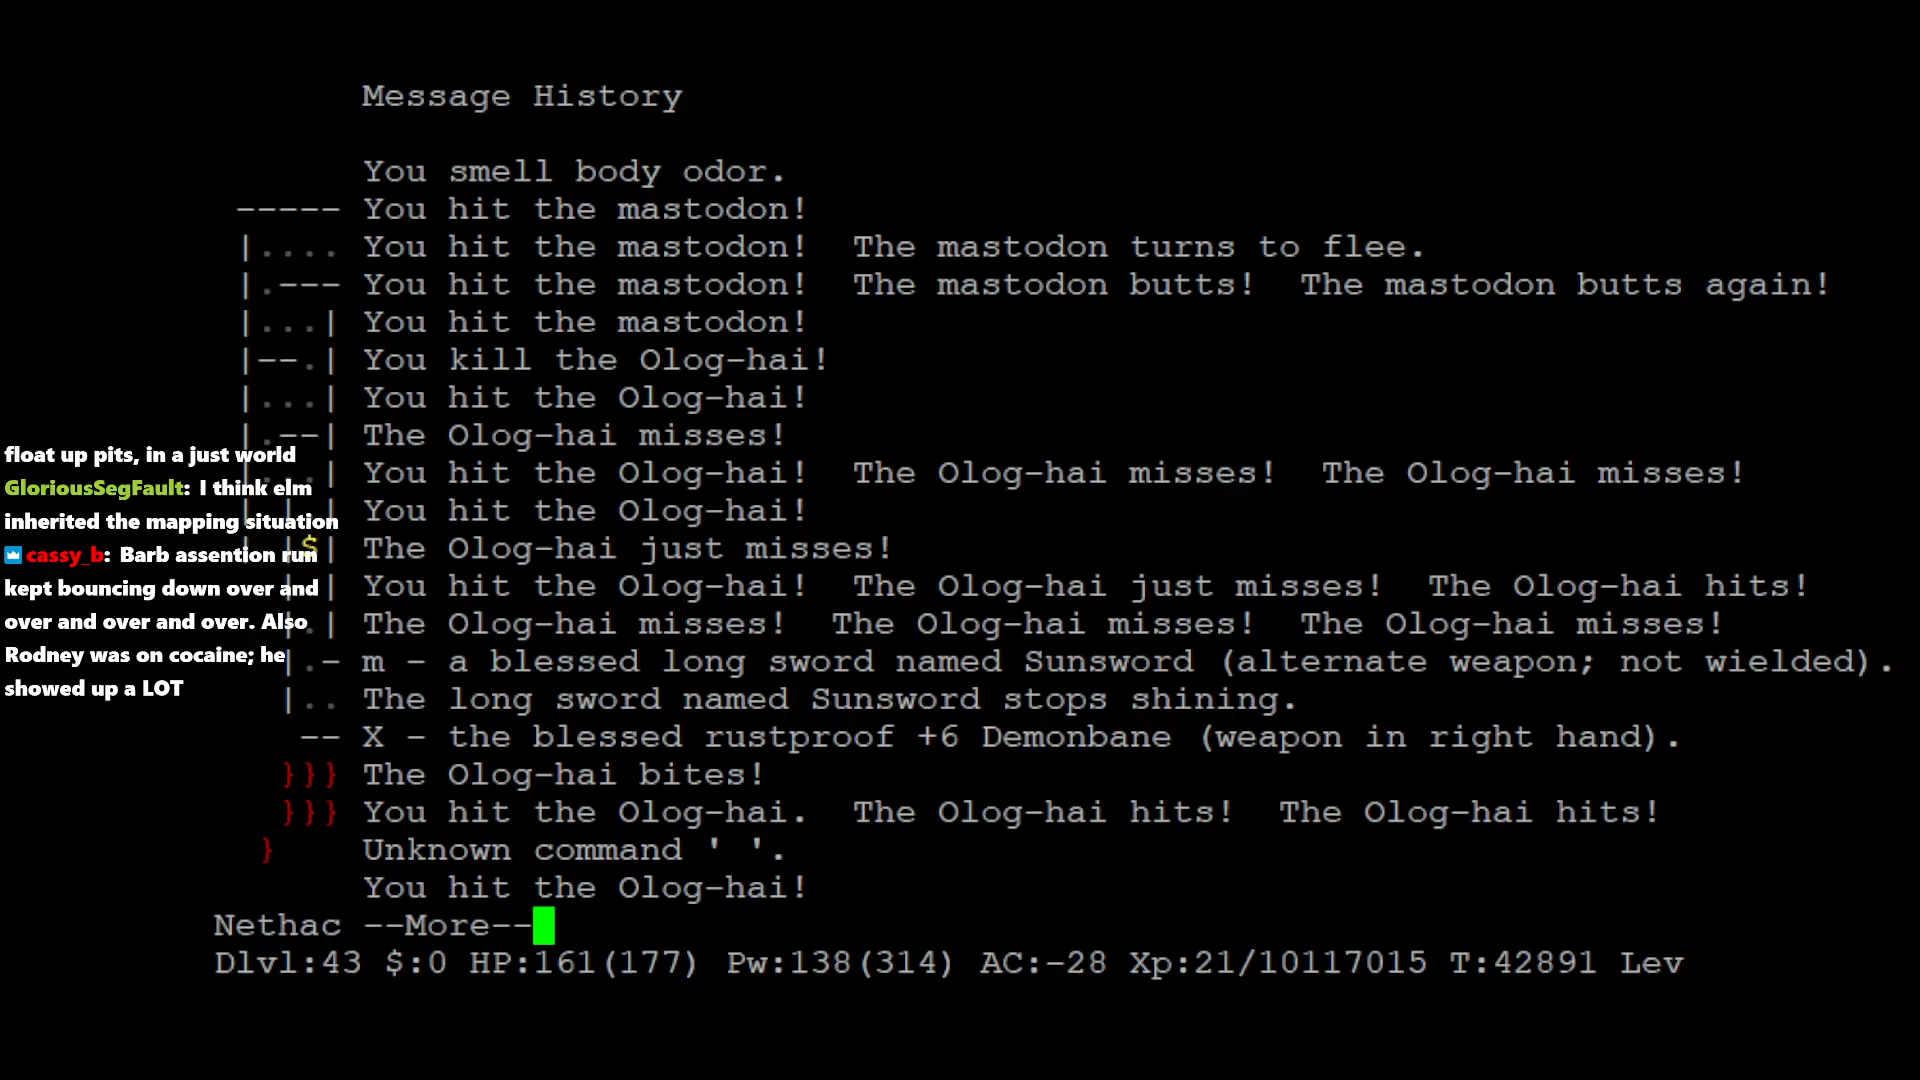 Message History
You smell body odor.
----- You hit the mastodon!
|.... You hit the mastodon!  The mastodon turns to flee.
|.--- You hit the mastodon!  The mastodon butts!  The mastodon butts again!
|...| You hit the mastodon!
|--.| You kill the Olog-hai!
|...| You hit the Olog-hai!
|.--| The Olog-hai misses!
float up pits, in a just world
You hit the Olog-hai!  The Olog-hai misses!  The Olog-hai misses!
GloriousSegFault: I think elm
inherited the mapping situation
You hit the Olog-hai!
cassy_b: Barb assention run
$| The Olog-hai just misses!
kept bouncing down over and
| You hit the Olog-hai!  The Olog-hai just misses!  The Olog-hai hits!
over and over and over. Also
.| The Olog-hai misses!  The Olog-hai misses!  The Olog-hai misses!
Rodney was on cocaine; he
|.- m - a blessed long sword named Sunsword (alternate weapon; not wielded).
showed up a LOT
|.. The long sword named Sunsword stops shining.
-- X - the blessed rustproof +6 Demonbane (weapon in right hand).
}}} The Olog-hai bites!
}}} You hit the Olog-hai.  The Olog-hai hits!  The Olog-hai hits!
} Unknown command ' '.
You hit the Olog-hai!
Nethac --More--
Dlvl:43 $:0 HP:161(177) Pw:138(314) AC:-28 Xp:21/10117015 T:42891 Lev